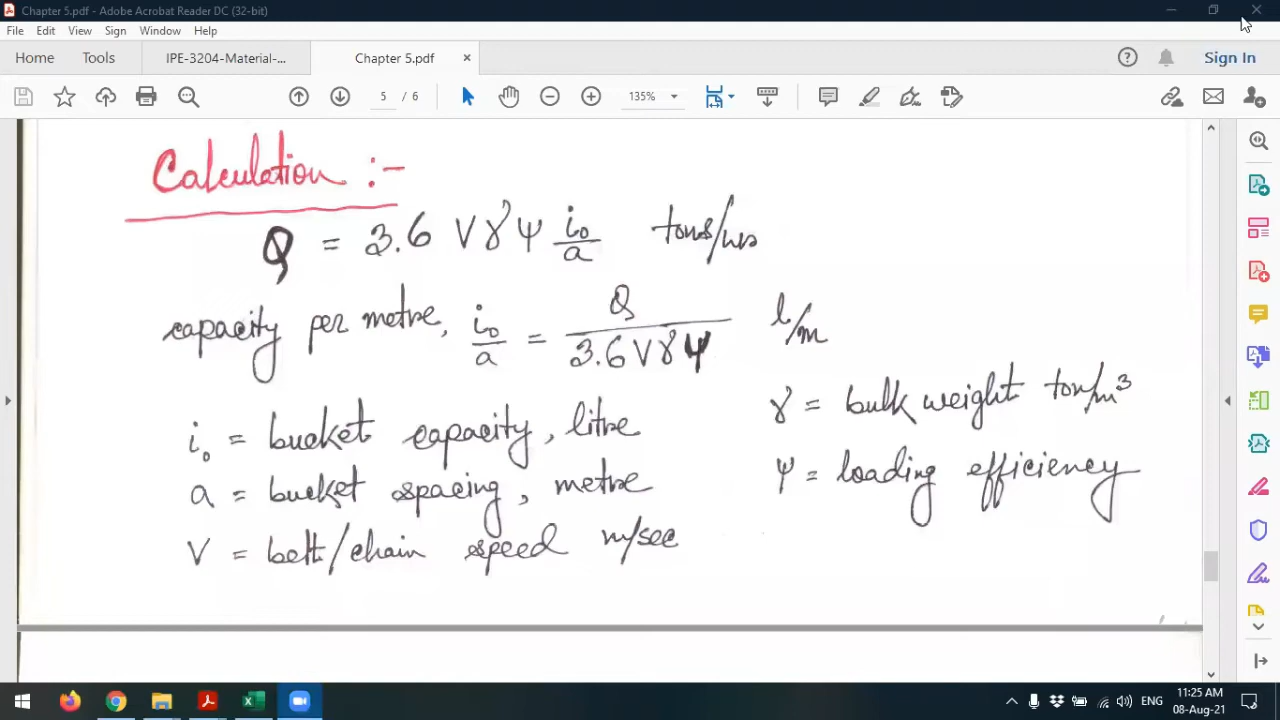 Chapter 5.pdf - Adobe Acrobat Reader DC (32-bit)
File Edit View Sign Window Help
Home Tools IPE-3204-Material-... Chapter 5.pdf × Sign In
5 / 6 135%
Calculation :-
Q = 3.6 V γ ψ i₀/a tons/hrs
capacity per metre, i₀/a = Q / 3.6 V γ ψ l/m
γ = bulk weight ton/m³
i₀ = bucket capacity, litre
ψ = loading efficiency
a = bucket spacing, metre
V = belt/chain speed m/sec
ENG 11:25 AM
08-Aug-21